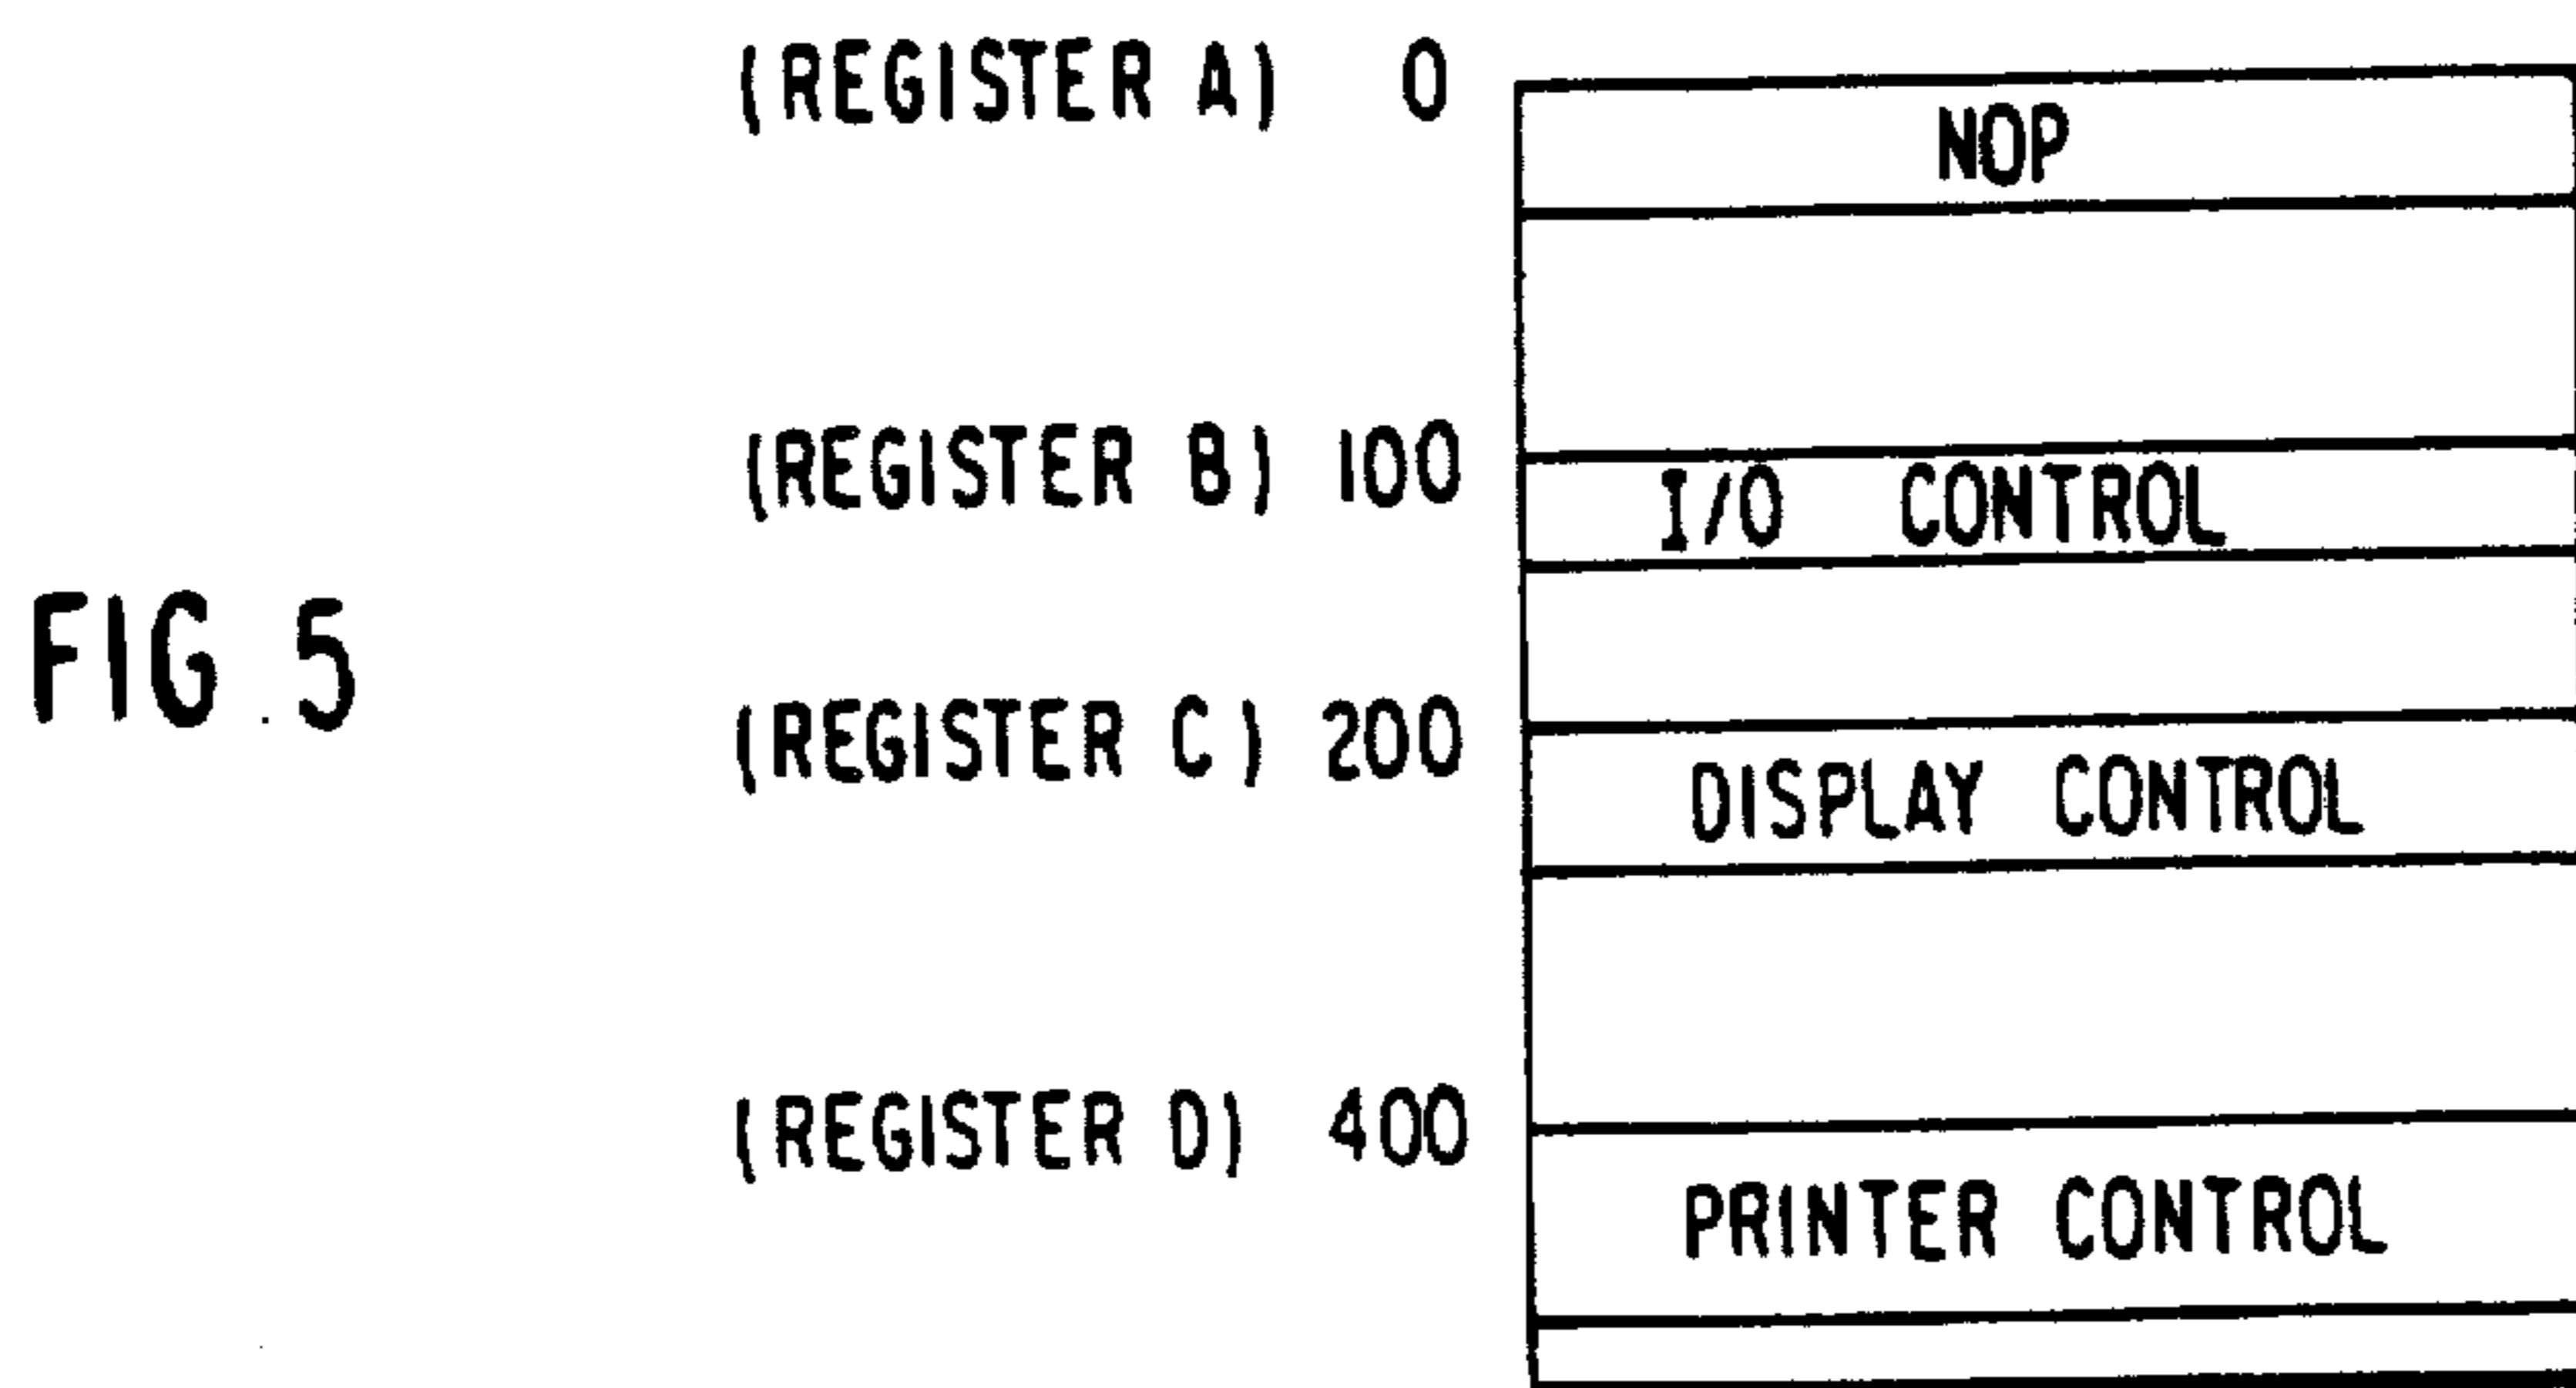 (REGISTER A) 0
NOP
(REGISTER B) 100
I/O CONTROL
FIG. 5
(REGISTER C) 200
DISPLAY CONTROL
(REGISTER D) 400
PRINTER CONTROL